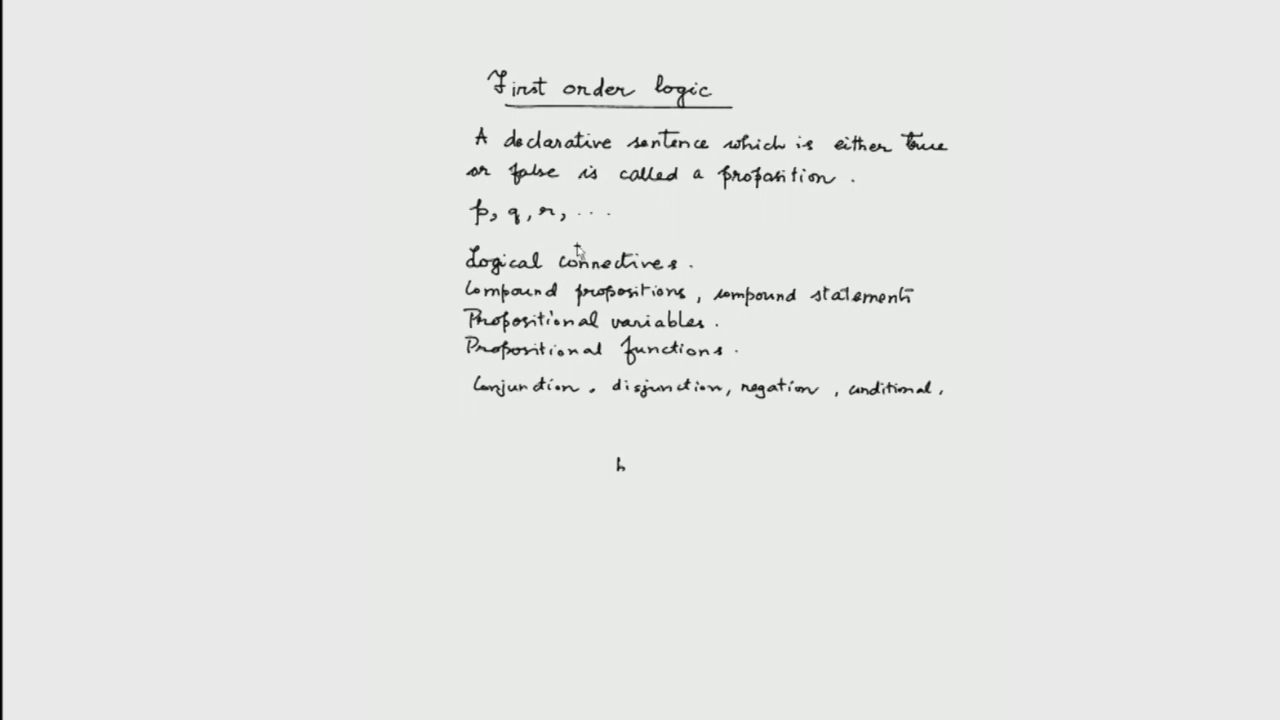 First order logic
A declarative sentence which is either true
or false is called a proposition .
p, q, r, ...
Logical connectives .
Compound propositions , compound statements
Propositional variables .
Propositional functions .
Conjunction , disjunction, negation , conditional ,